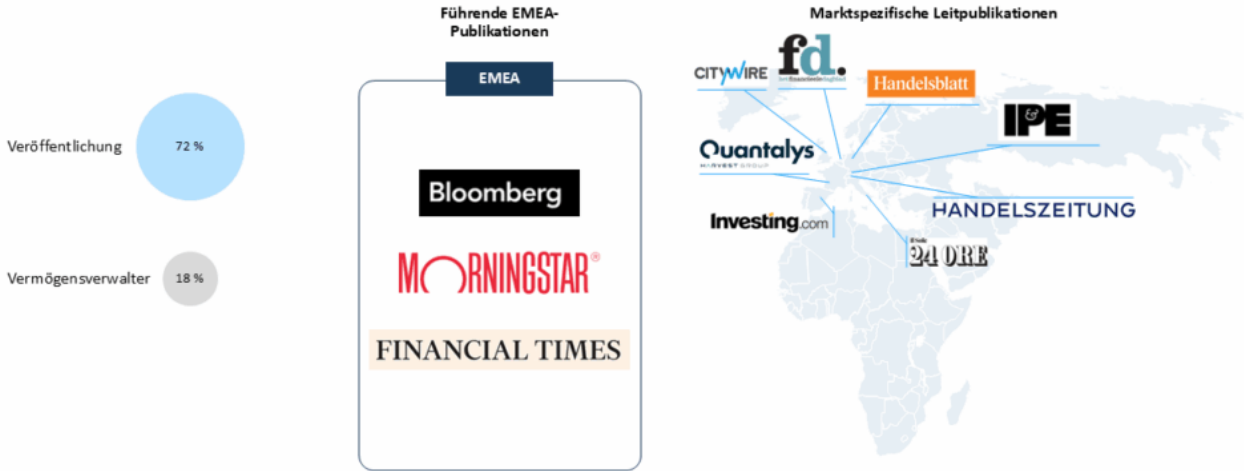 Führende EMEA-
Publikationen
Marktspezifische Leitpublikationen
EMEA
Veröffentlichung
72 %
Vermögensverwalter
18 %
Bloomberg
MORNINGSTAR®
FINANCIAL TIMES
CITYWIRE
fd.
Handelsblatt
IP&E
Quantalys
HARVEST GROUP
HANDELSZEITUNG
Investing.com
24 ORE